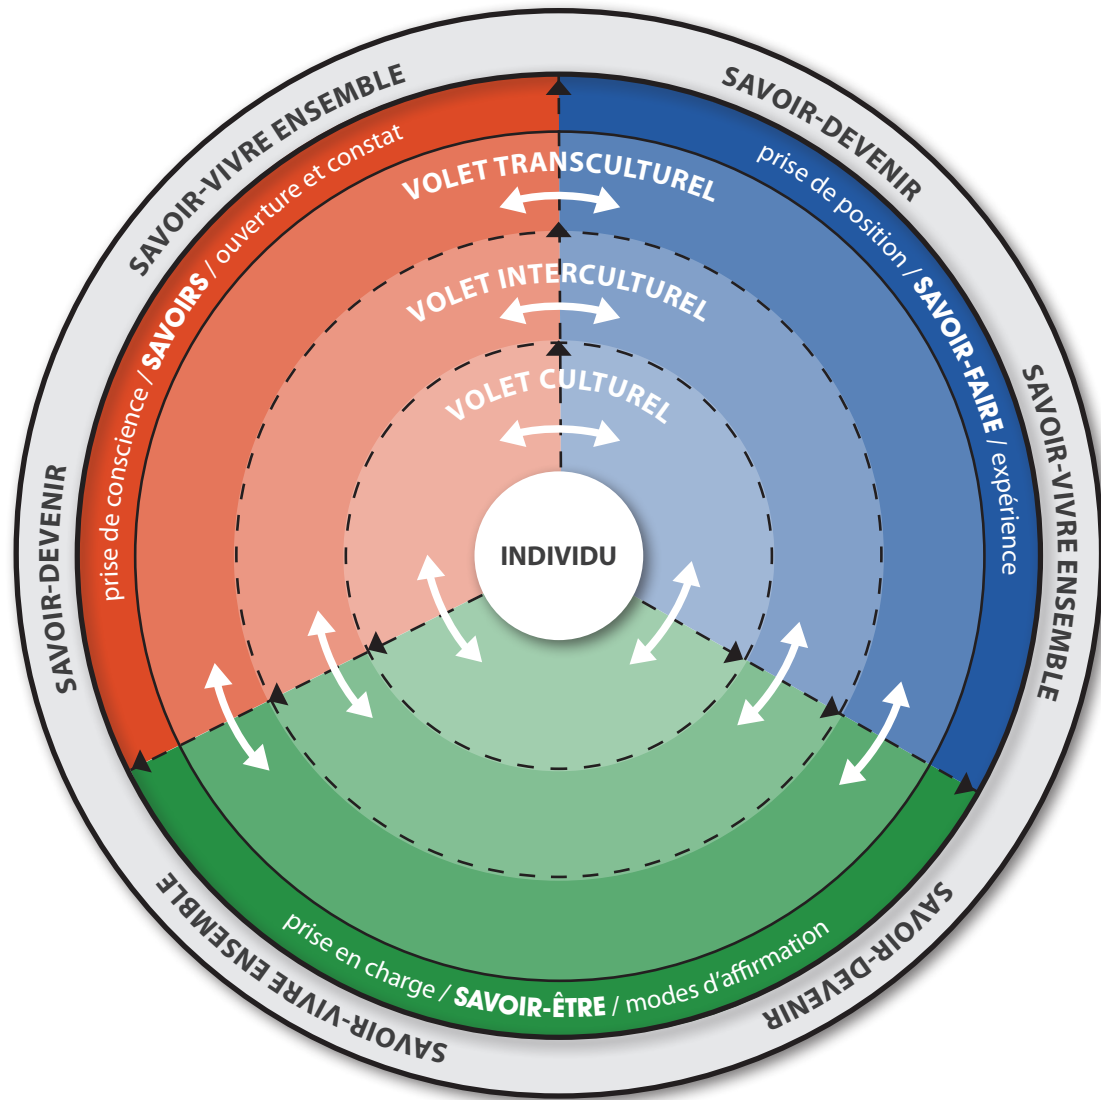 SAVOIR-VIVRE ENSEMBLE
SAVOIR-DEVENIR
prise de conscience / SAVOIRS / ouverture et constat
prise de position / SAVOIR-FAIRE / expérience
VOLET TRANSCULTUREL
VOLET INTERCULTUREL
VOLET CULTUREL
INDIVIDU
SAVOIR-DEVENIR
SAVOIR-VIVRE ENSEMBLE
prise en charge / SAVOIR-ÊTRE / modes d'affirmation
SAVOIR-VIVRE ENSEMBLE
SAVOIR-DEVENIR